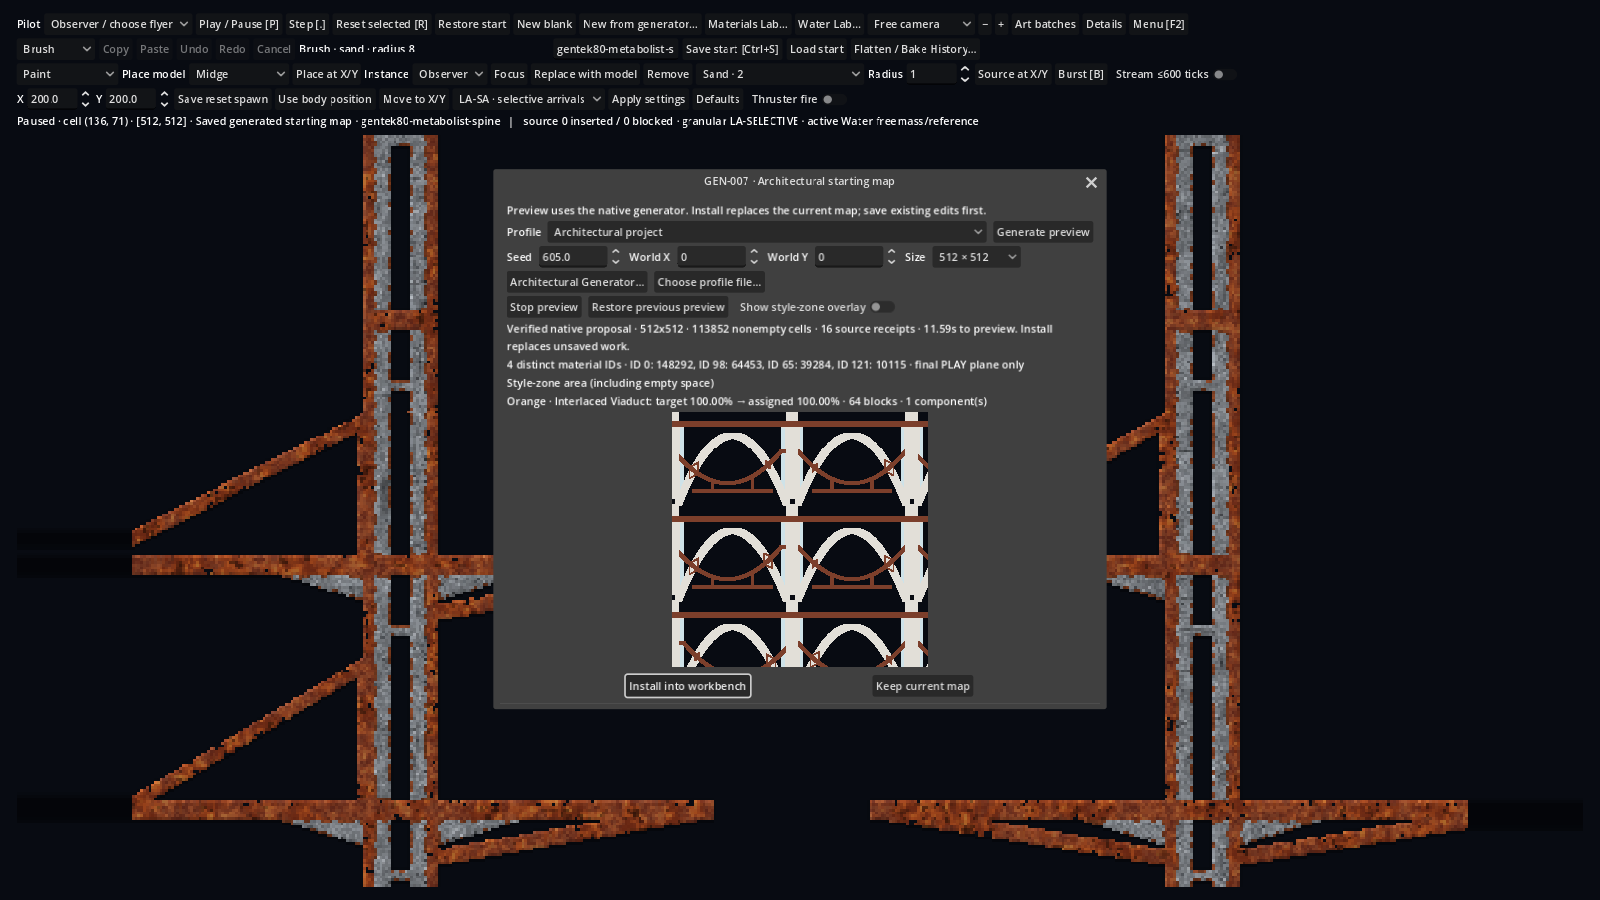 Pilot Observer / choose flyer Play / Pause [P] Step [.] Reset selected [R] Restore start New blank New from generator... Materials Lab... Water Lab... Free camera − + Art batches Details Menu [F2]
Brush Copy Paste Undo Redo Cancel Brush · sand · radius 8 gentek80-metabolist-s Save start [Ctrl+S] Load start Flatten / Bake History...
Paint Place model Midge Place at X/Y Instance Observer Focus Replace with model Remove Sand · 2 Radius 1 Source at X/Y Burst [B] Stream ≤600 ticks
X 200.0 Y 200.0 Save reset spawn Use body position Move to X/Y LA-SA · selective arrivals Apply settings Defaults Thruster fire
Paused · cell (136, 71) · [512, 512] · Saved generated starting map · gentek80-metabolist-spine | source 0 inserted / 0 blocked · granular LA-SELECTIVE · active Water freemass/reference
GEN-007 · Architectural starting map
Preview uses the native generator. Install replaces the current map; save existing edits first.
Profile Architectural project Generate preview
Seed 605.0 World X 0 World Y 0 Size 512 × 512
Architectural Generator... Choose profile file...
Stop preview Restore previous preview Show style-zone overlay
Verified native proposal · 512x512 · 113852 nonempty cells · 16 source receipts · 11.59s to preview. Install
replaces unsaved work.
4 distinct material IDs · ID 0: 148292, ID 98: 64453, ID 65: 39284, ID 121: 10115 · final PLAY plane only
Style-zone area (including empty space)
Orange · Interlaced Viaduct: target 100.00% → assigned 100.00% · 64 blocks · 1 component(s)
Install into workbench Keep current map